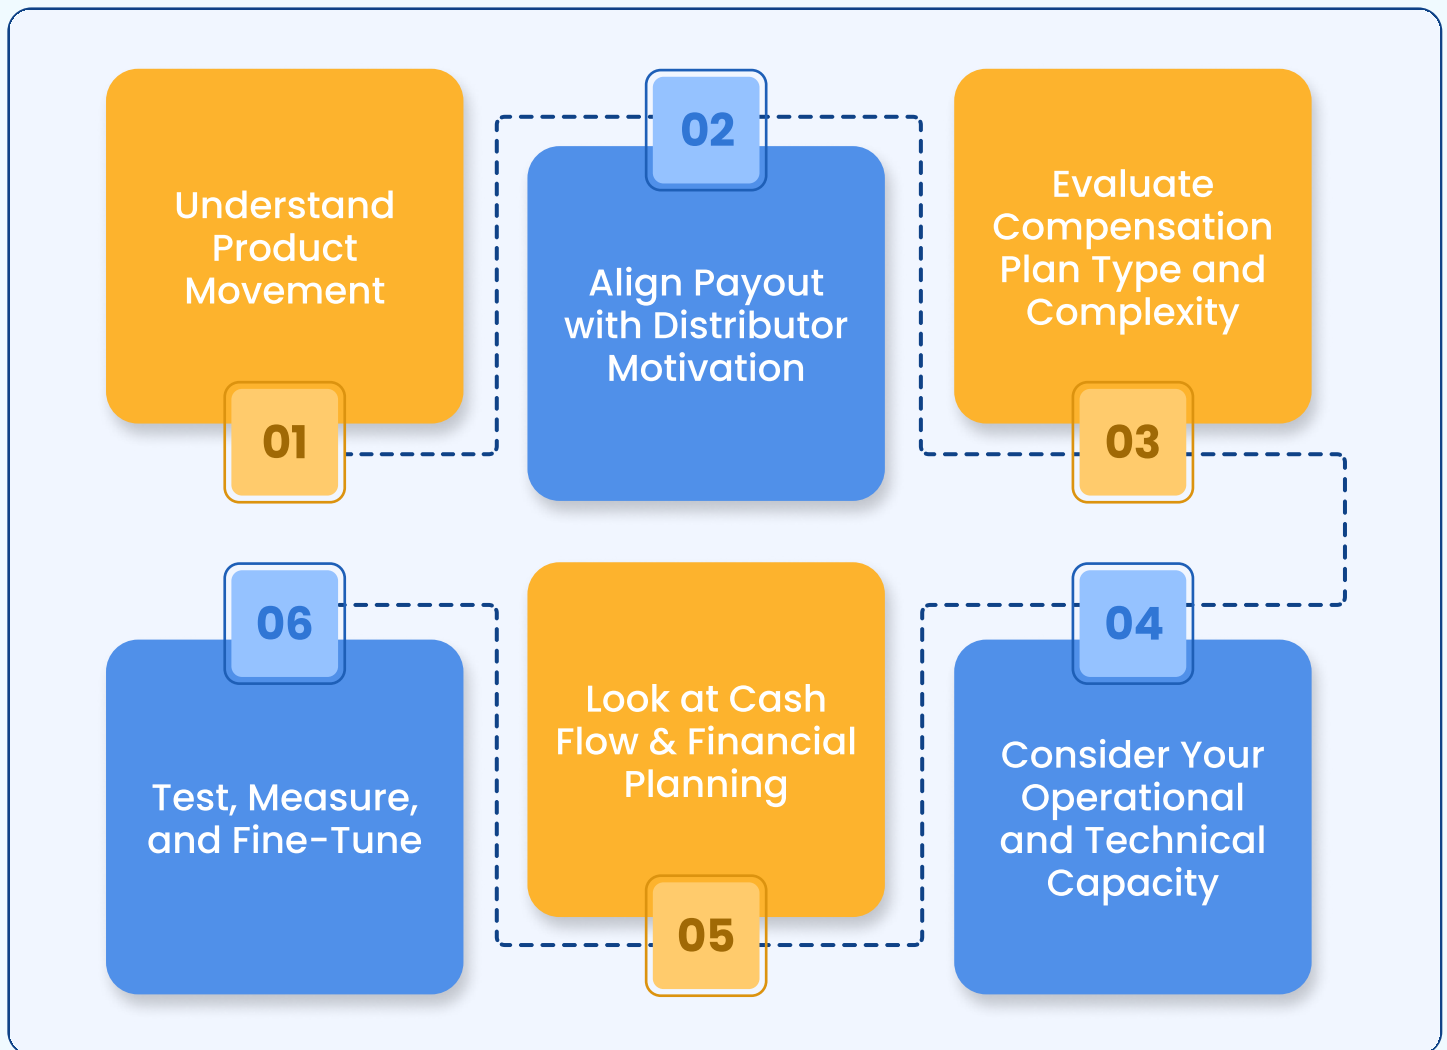 01
Understand
Product
Movement
02
Align Payout
with Distributor
Motivation
03
Evaluate
Compensation
Plan Type and
Complexity
04
Consider Your
Operational
and Technical
Capacity
05
Look at Cash
Flow & Financial
Planning
06
Test, Measure,
and Fine-Tune